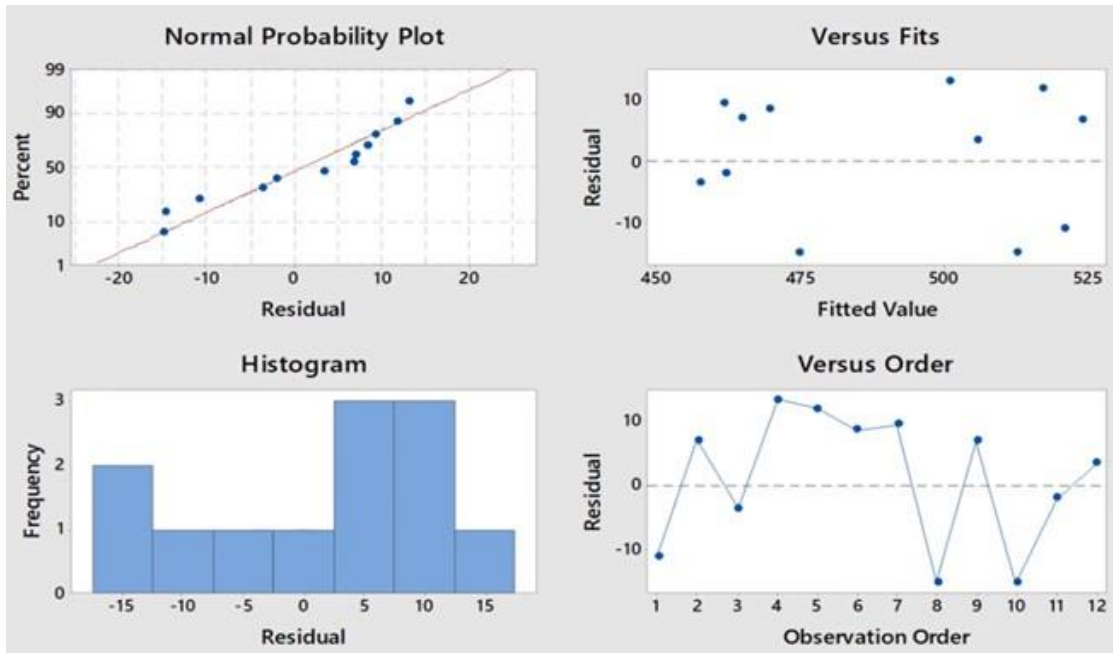 Normal Probability Plot
99
90
50
10
1
Percent
-20 -10 0 10 20
Residual
Versus Fits
10
0
-10
Residual
450 475 500 525
Fitted Value
Histogram
3
2
1
0
Frequency
-15 -10 -5 0 5 10 15
Residual
Versus Order
10
0
-10
Residual
1 2 3 4 5 6 7 8 9 10 11 12
Observation Order